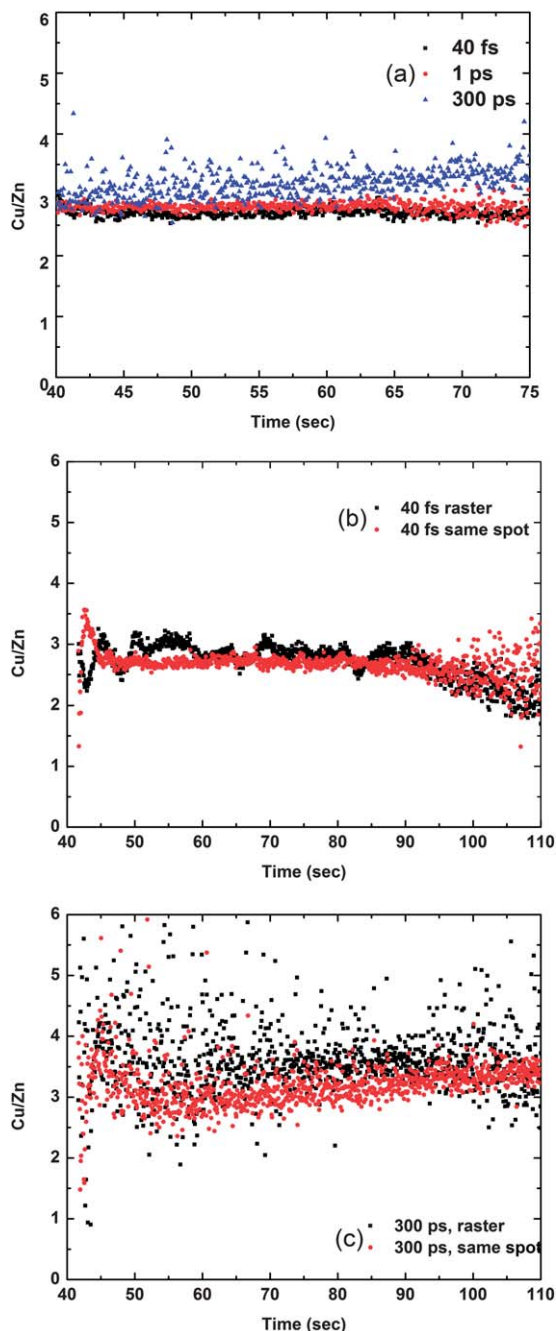 6
5
4
3
2
1
0
Cu/Zn
(a)
40 fs
1 ps
300 ps
40 45 50 55 60 65 70 75
Time (sec)
6
5
4
3
2
1
0
Cu/Zn
(b)
40 fs raster
40 fs same spot
40 50 60 70 80 90 100 110
Time (sec)
6
5
4
3
2
1
0
Cu/Zn
(c)
300 ps, raster
300 ps, same spot
40 50 60 70 80 90 100 110
Time (sec)